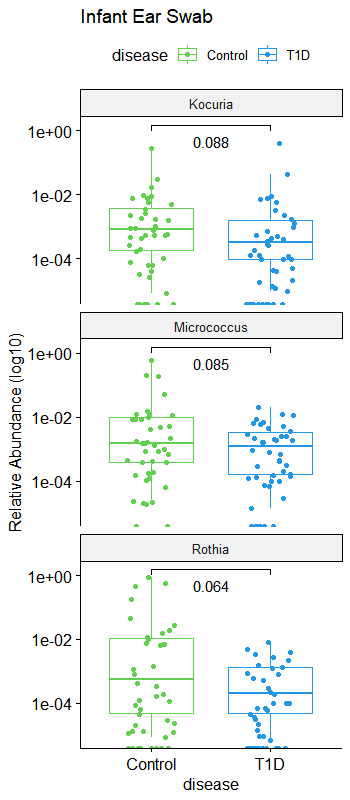 Infant Ear Swab
disease Control T1D
Kocuria
1e+00
0.088
1e-02
1e-04
Micrococcus
1e+00
0.085
1e-02
1e-04
Relative Abundance (log10)
Rothia
1e+00
0.064
1e-02
1e-04
Control T1D
disease